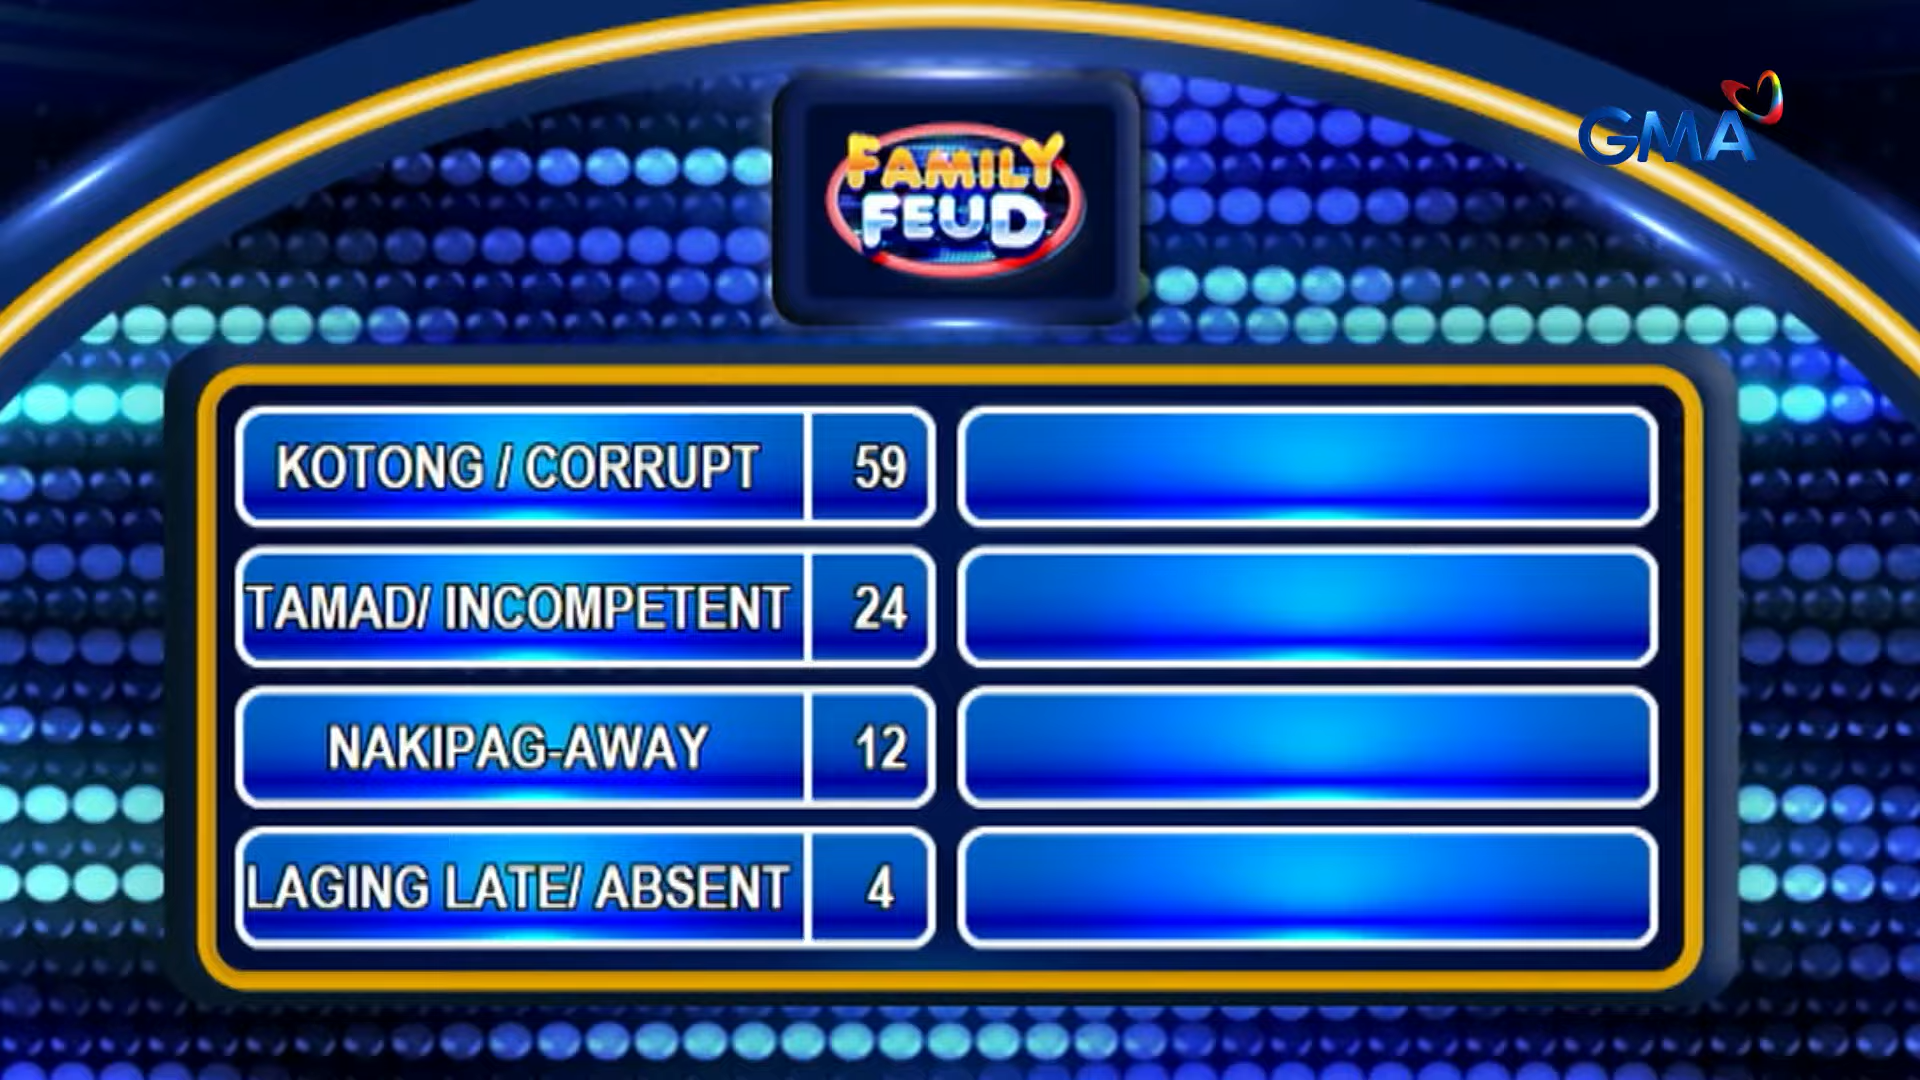 GMA
FAMILY
FEUD
KOTONG / CORRUPT 59
TAMAD/ INCOMPETENT 24
NAKIPAG-AWAY 12
LAGING LATE/ ABSENT 4